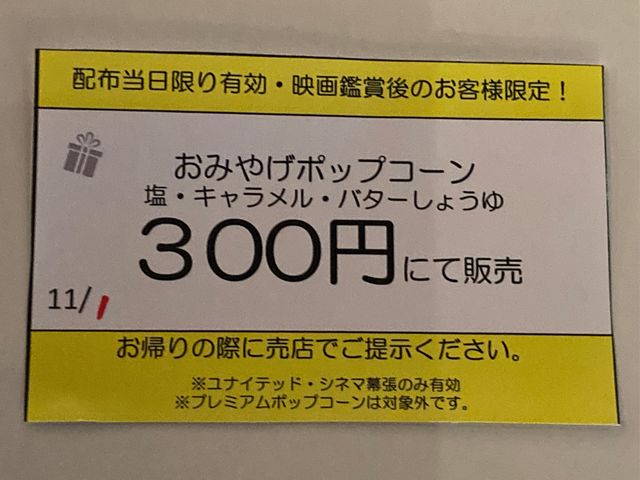 配布当日限り有効・映画鑑賞後のお客様限定！
おみやげポップコーン
塩・キャラメル・バターしょうゆ
３００円にて販売
11/1
お帰りの際に売店でご提示ください。
※ユナイテッド・シネマ幕張のみ有効
※プレミアムポップコーンは対象外です。